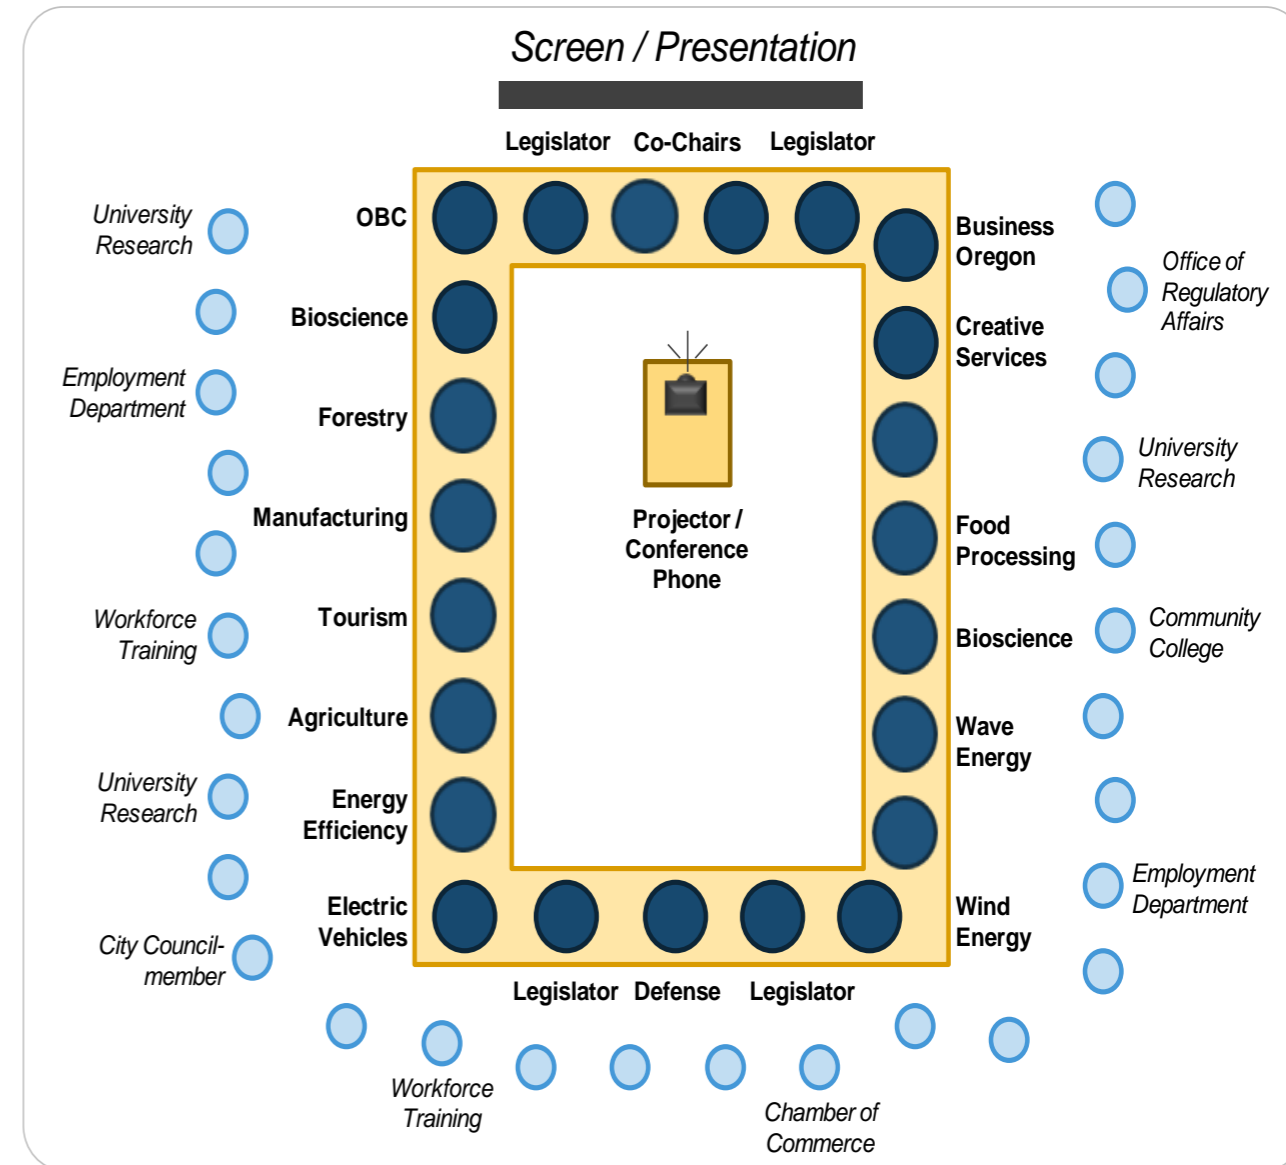 Screen / Presentation
Legislator Co-Chairs Legislator
University
Research
OBC
Business
Oregon
Office of
Regulatory
Affairs
Bioscience
Creative
Services
Employment
Department
Forestry
University
Research
Manufacturing
Projector /
Conference
Phone
Food
Processing
Workforce
Training
Tourism
Bioscience
Community
College
Agriculture
Wave
Energy
University
Research
Energy
Efficiency
Employment
Department
Electric
Vehicles
Wind
Energy
City Council-
member
Legislator Defense Legislator
Workforce
Training
Chamber of
Commerce